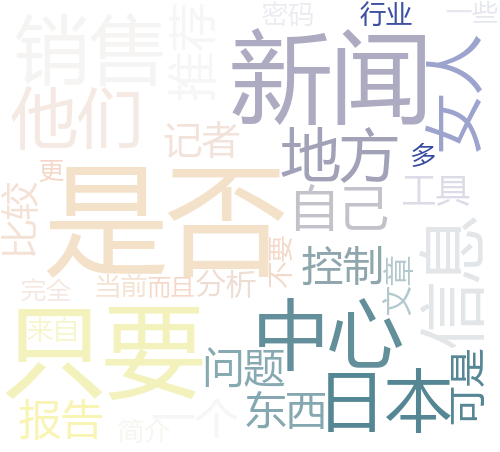 密码
行业
一些
销售
推荐
新闻
女人
他们
记者
地方
多
更
是否
自己
工具
比较
不要
控制
文章
信息
完全
当前
而且
分析
来自
只要
中心
问题
日本
可是
报告
简介
一个
东西